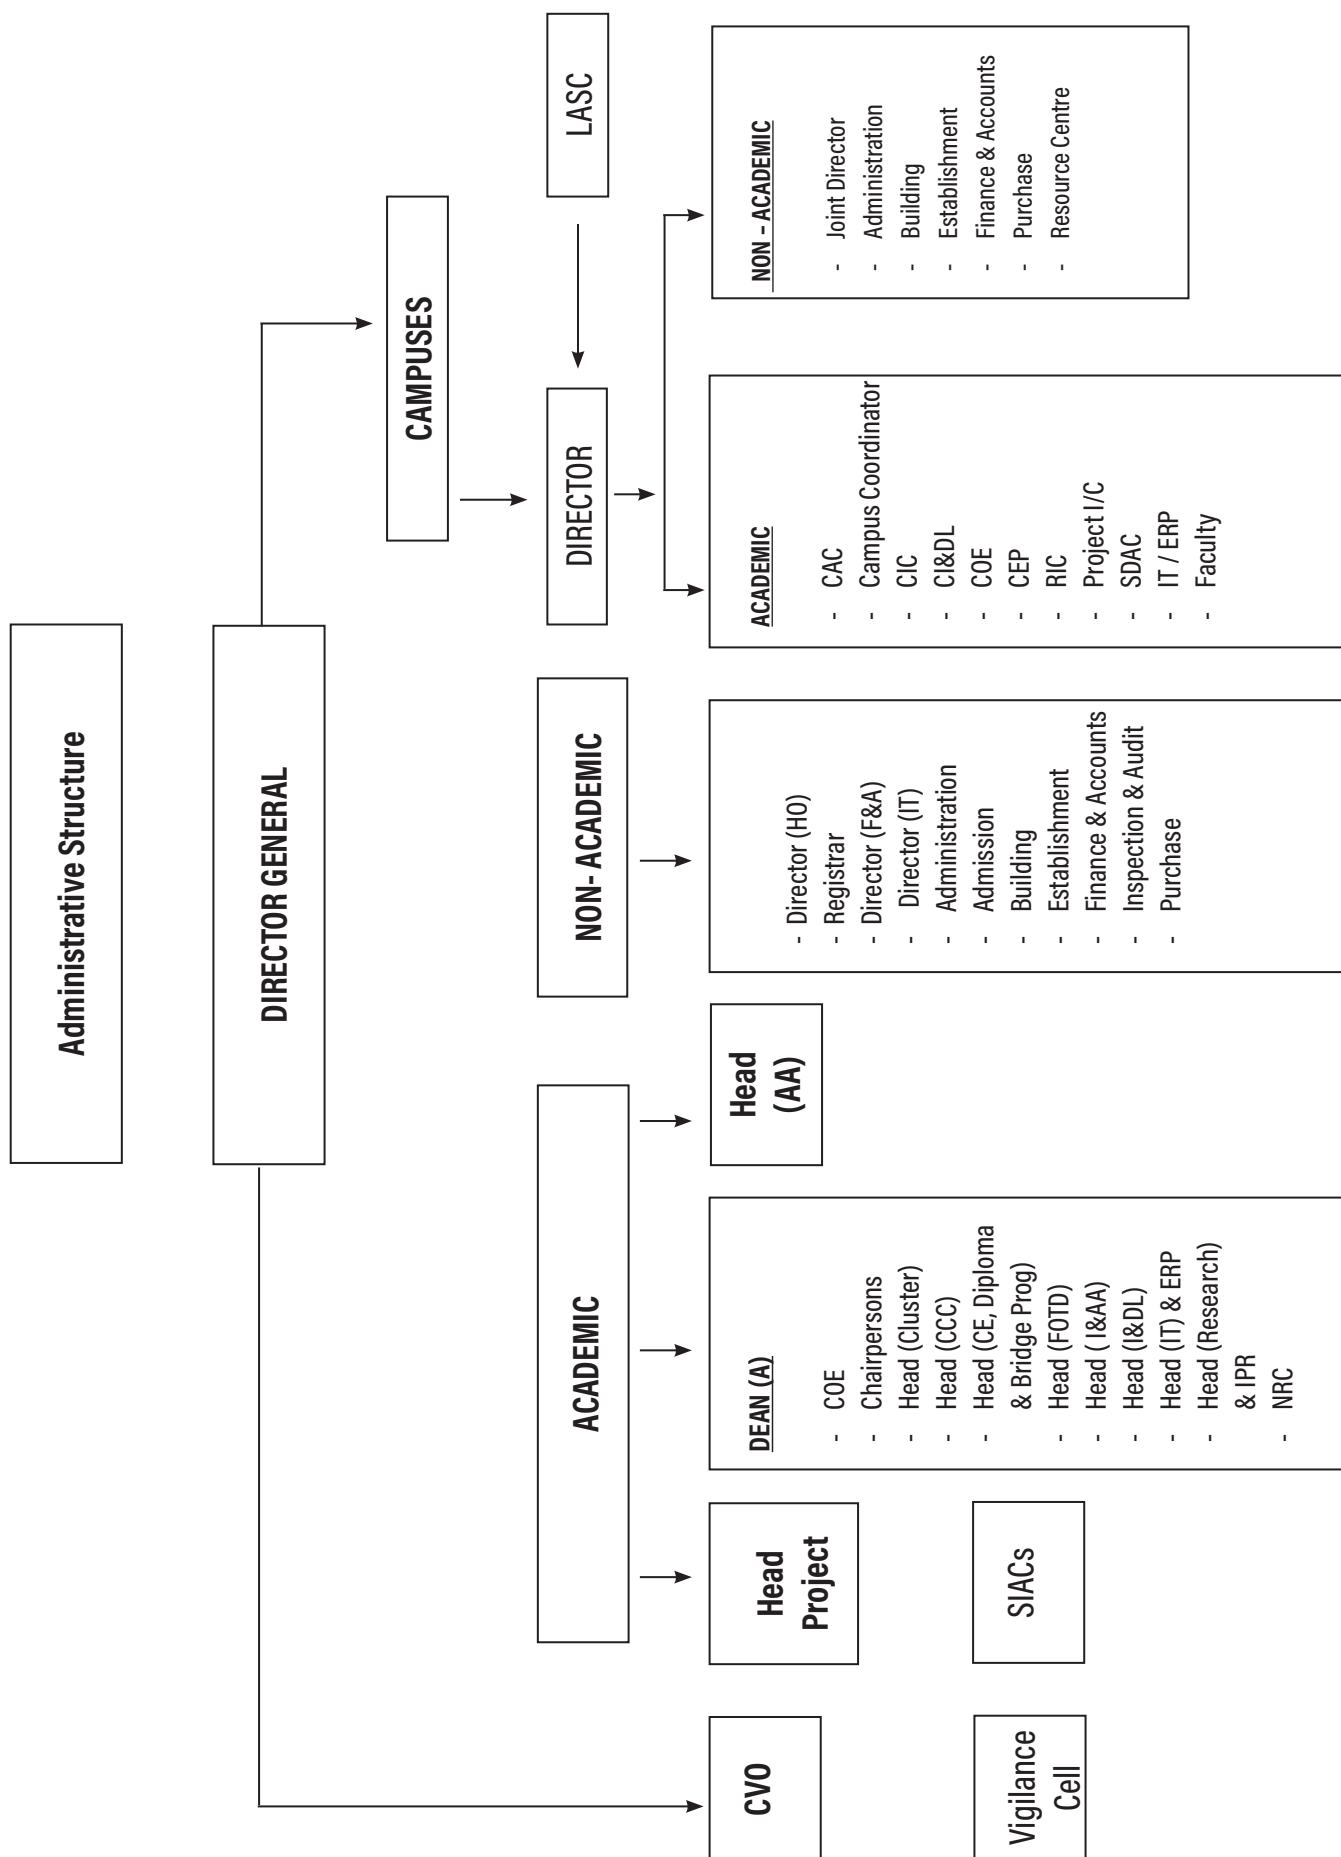 Administrative Structure
DIRECTOR GENERAL
CAMPUSES
ACADEMIC
NON- ACADEMIC
DIRECTOR
LASC
CVO
Vigilance
Cell
Head
Project
SIACs
DEAN (A)
- COE
- Chairpersons
- Head (Cluster)
- Head (CCC)
- Head (CE, Diploma
& Bridge Prog)
- Head (FOTD)
- Head ( I&AA)
- Head (I&DL)
- Head (IT) & ERP
- Head (Research)
& IPR
- NRC
Head
(AA)
- Director (HO)
- Registrar
- Director (F&A)
- Director (IT)
- Administration
- Admission
- Building
- Establishment
- Finance & Accounts
- Inspection & Audit
- Purchase
ACADEMIC
- CAC
- Campus Coordinator
- CIC
- CI&DL
- COE
- CEP
- RIC
- Project I/C
- SDAC
- IT / ERP
- Faculty
NON - ACADEMIC
- Joint Director
- Administration
- Building
- Establishment
- Finance & Accounts
- Purchase
- Resource Centre